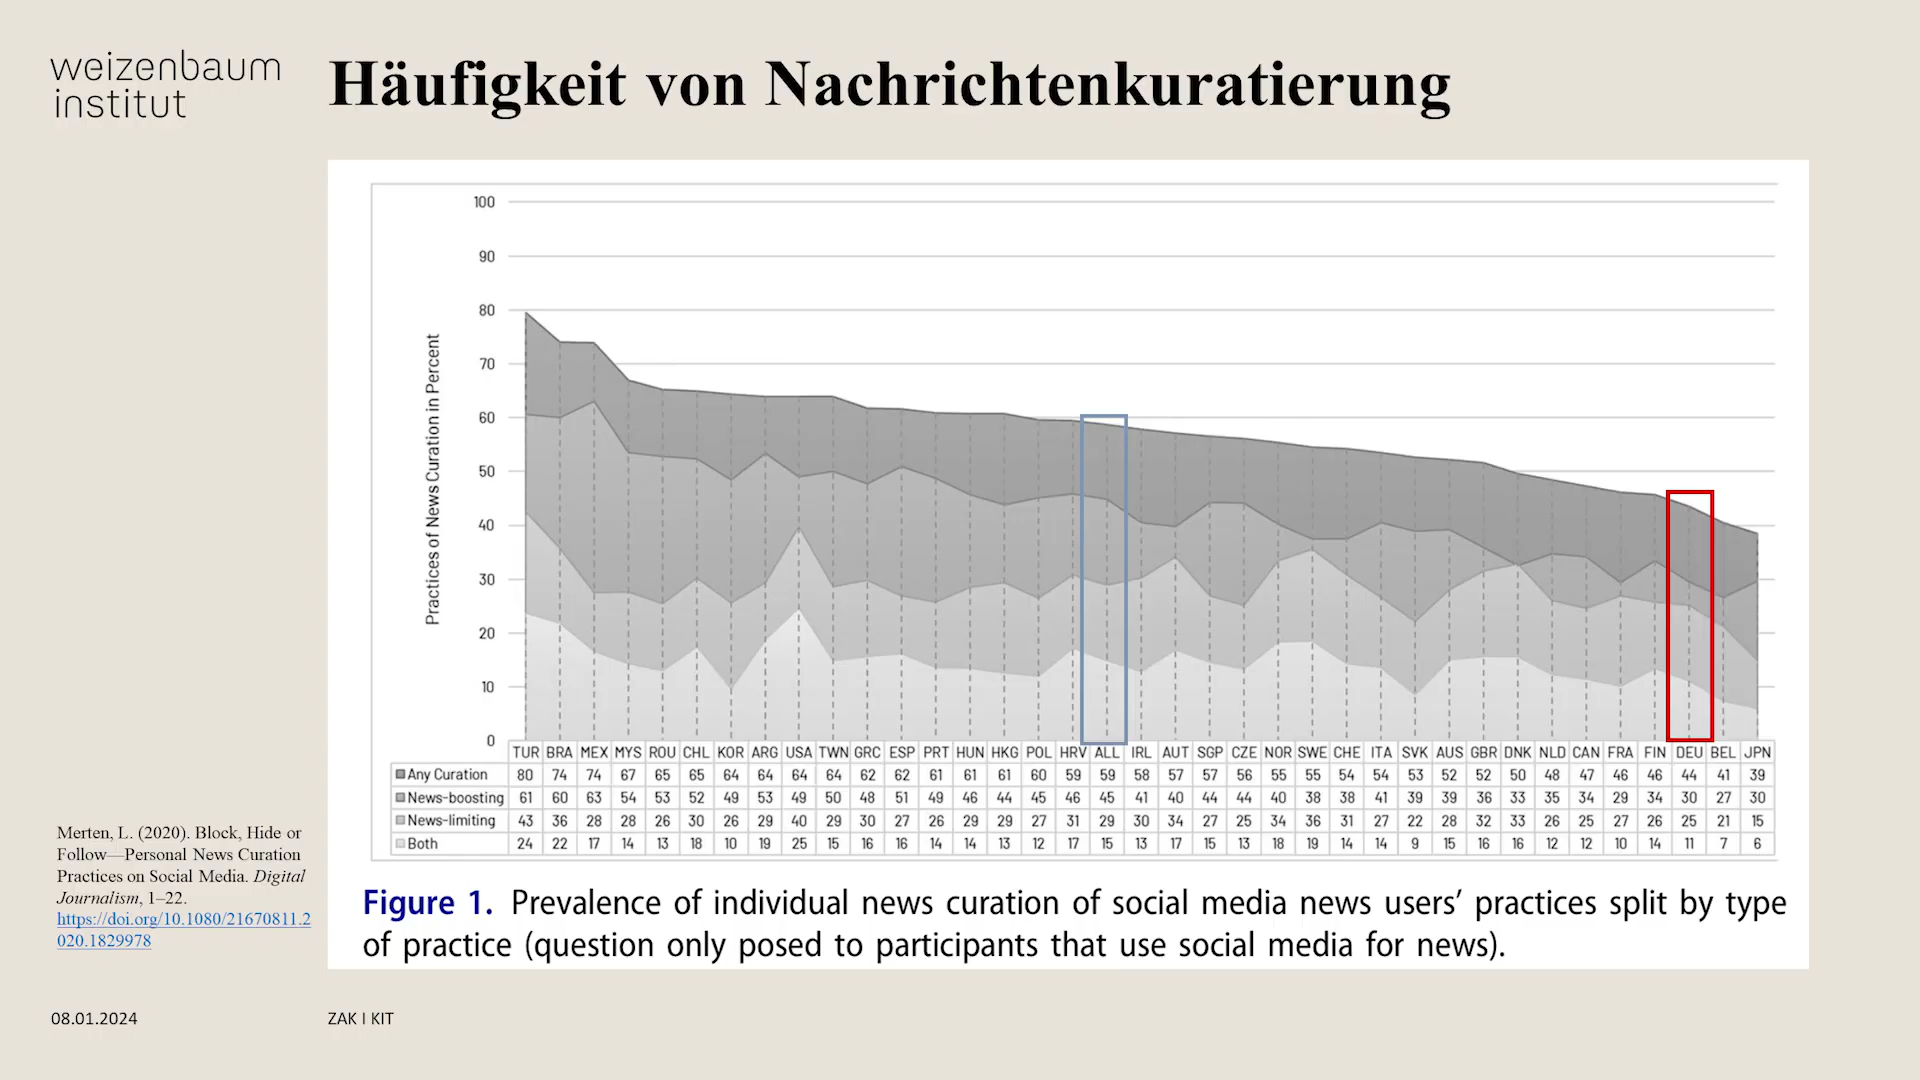 weizenbaum
institut
Häufigkeit von Nachrichtenkuratierung
Practices of News Curation in Percent
100
90
80
70
60
50
40
30
20
10
0
TUR BRA MEX MYS ROU CHL KOR ARG USA TWN GRC ESP PRT HUN HKG POL HRV ALL IRL AUT SGP CZE NOR SWE CHE ITA SVK AUS GBR DNK NLD CAN FRA FIN DEU BEL JPN
Any Curation 80 74 74 67 65 65 64 64 64 64 62 62 61 61 61 60 59 59 58 57 57 56 55 55 54 54 53 52 52 50 48 47 46 46 44 41 39
News-boosting 61 60 63 54 53 52 49 53 49 50 48 51 49 46 44 45 46 45 41 40 44 44 40 38 38 41 39 39 36 33 35 34 29 34 30 27 30
News-limiting 43 36 28 28 26 30 26 29 40 29 30 27 26 29 29 27 31 29 30 34 27 25 34 36 31 27 22 28 32 33 26 25 27 26 25 21 15
Both 24 22 17 14 13 18 10 19 25 15 16 16 14 14 13 12 17 15 13 17 15 13 18 19 14 14 9 15 16 16 12 12 10 14 11 7 6
Figure 1. Prevalence of individual news curation of social media news users’ practices split by type
of practice (question only posed to participants that use social media for news).
Merten, L. (2020). Block, Hide or
Follow—Personal News Curation
Practices on Social Media. Digital
Journalism, 1–22.
https://doi.org/10.1080/21670811.2
020.1829978
08.01.2024
ZAK I KIT